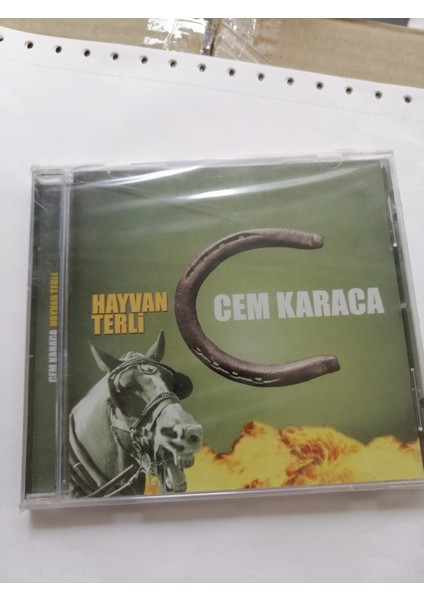 HAYVAN
TERLİ
CEM KARACA
CEM KARACA HAYVAN TERLİ